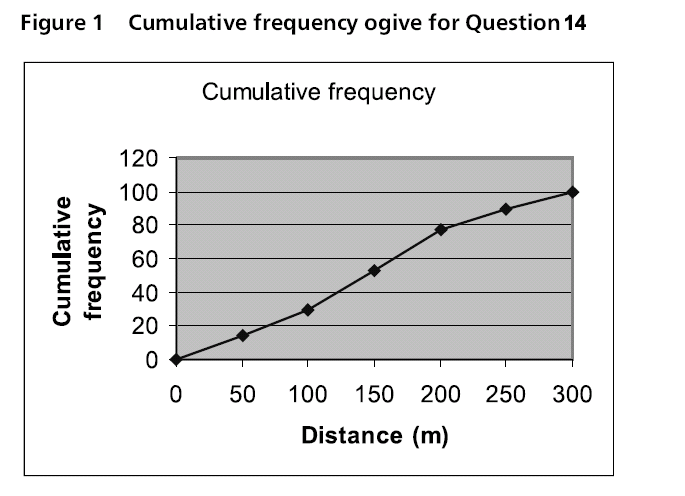 Figure 1 Cumulative frequency ogive for Question 14
Cumulative frequency
Cumulative
frequency
120
100
80
60
40
20
0
0 50 100 150 200 250 300
Distance (m)